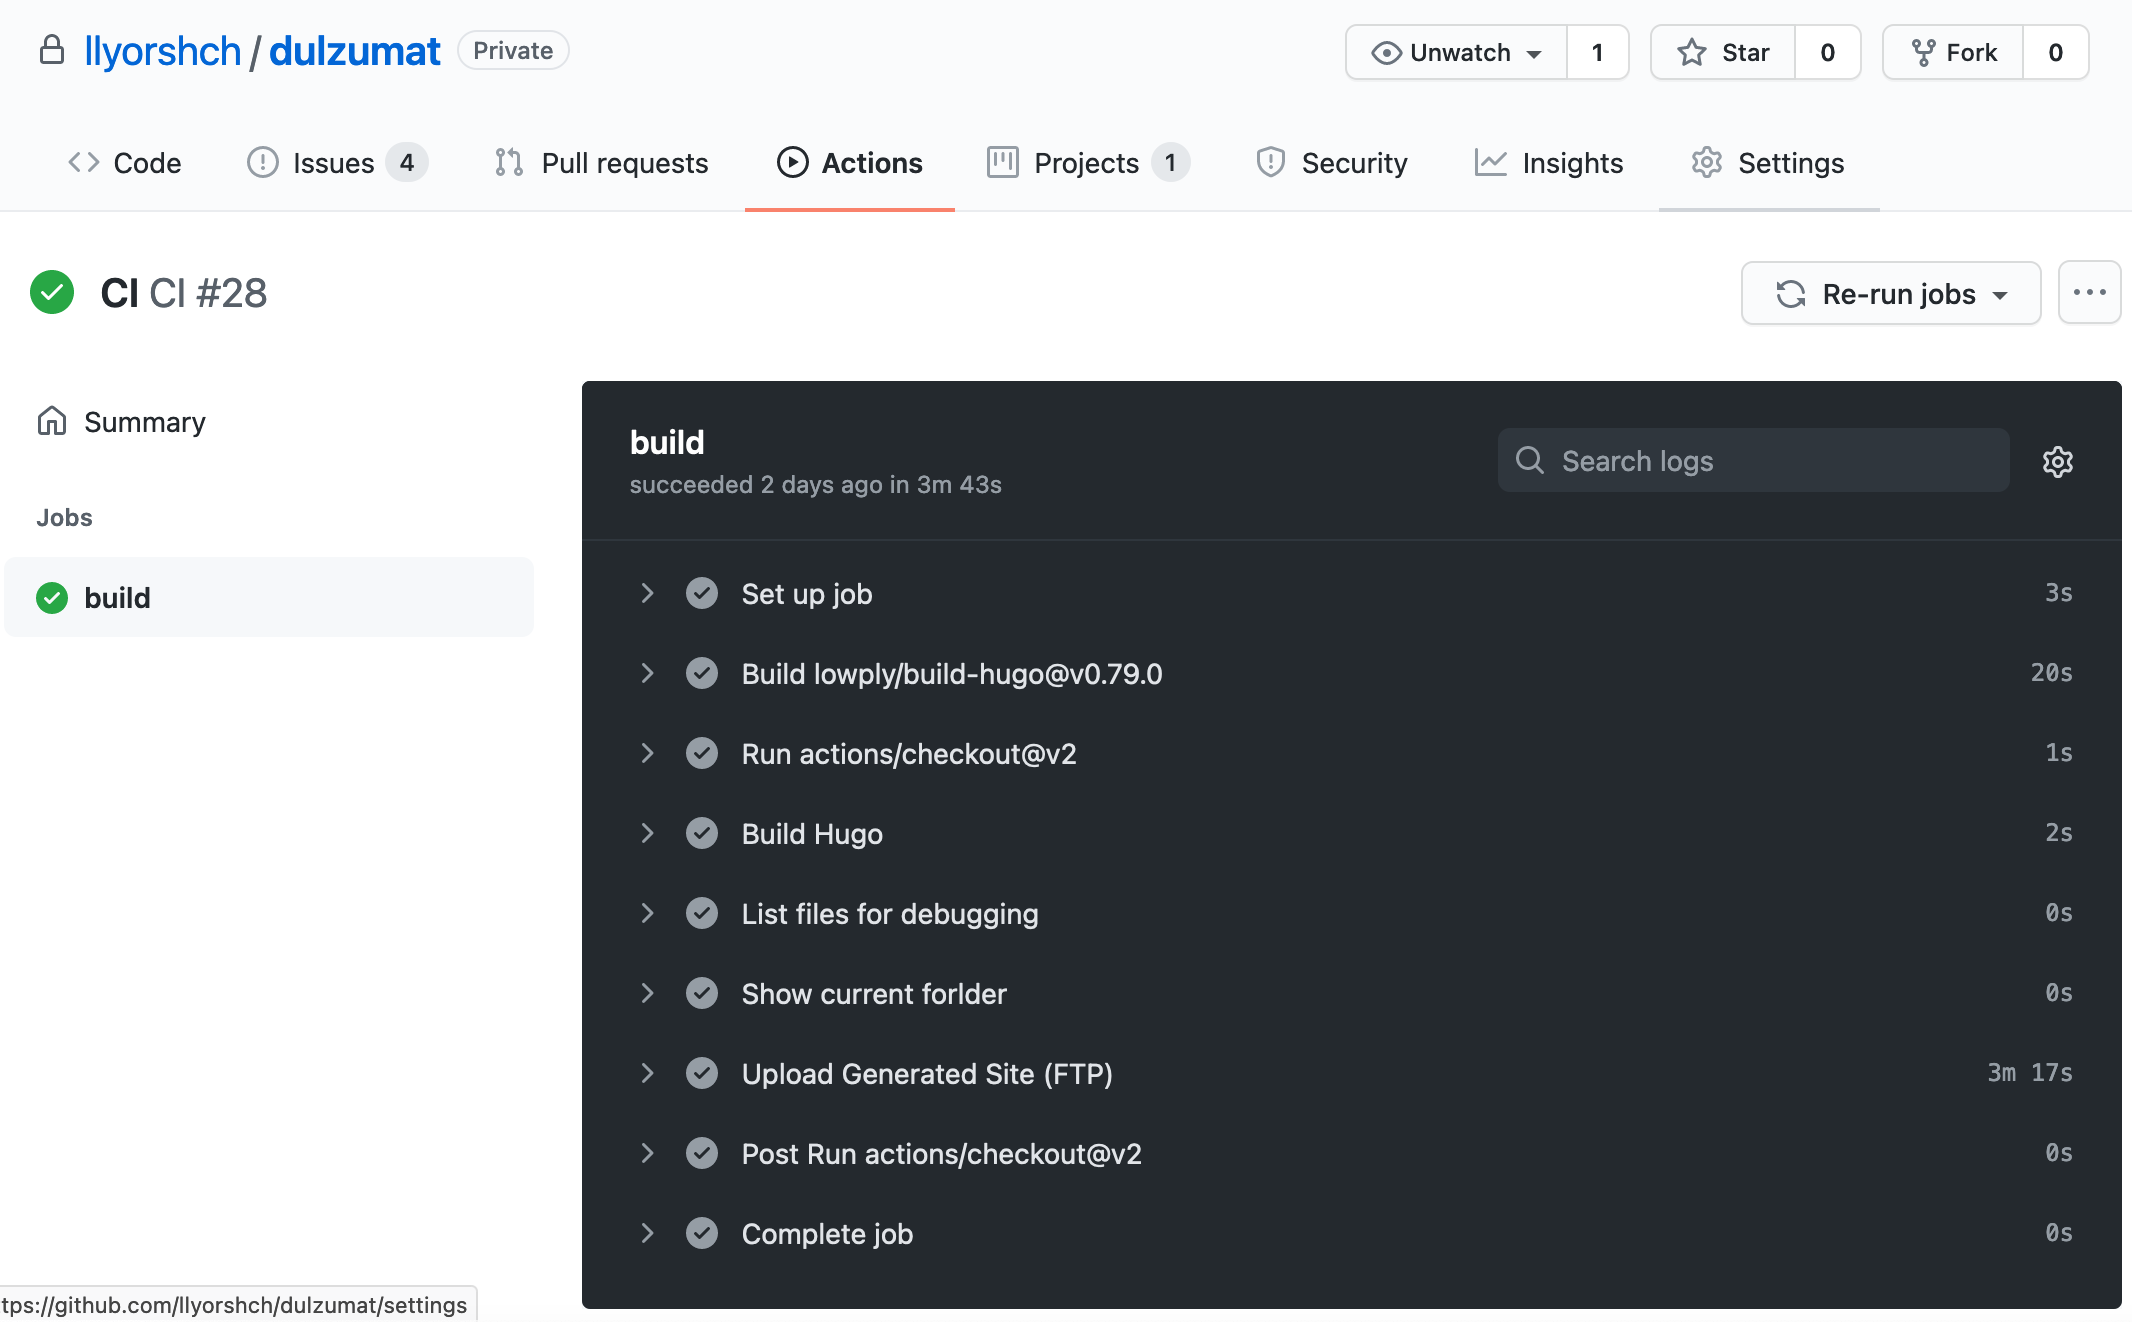 llyorshch / dulzumat Private
Unwatch 1 Star 0 Fork 0
Code Issues 4 Pull requests Actions Projects 1 Security Insights Settings
CI CI #28
Re-run jobs
Summary
Jobs
build
build
succeeded 2 days ago in 3m 43s
Search logs
Set up job 3s
Build lowply/build-hugo@v0.79.0 20s
Run actions/checkout@v2 1s
Build Hugo 2s
List files for debugging 0s
Show current forlder 0s
Upload Generated Site (FTP) 3m 17s
Post Run actions/checkout@v2 0s
Complete job 0s
tps://github.com/llyorshch/dulzumat/settings